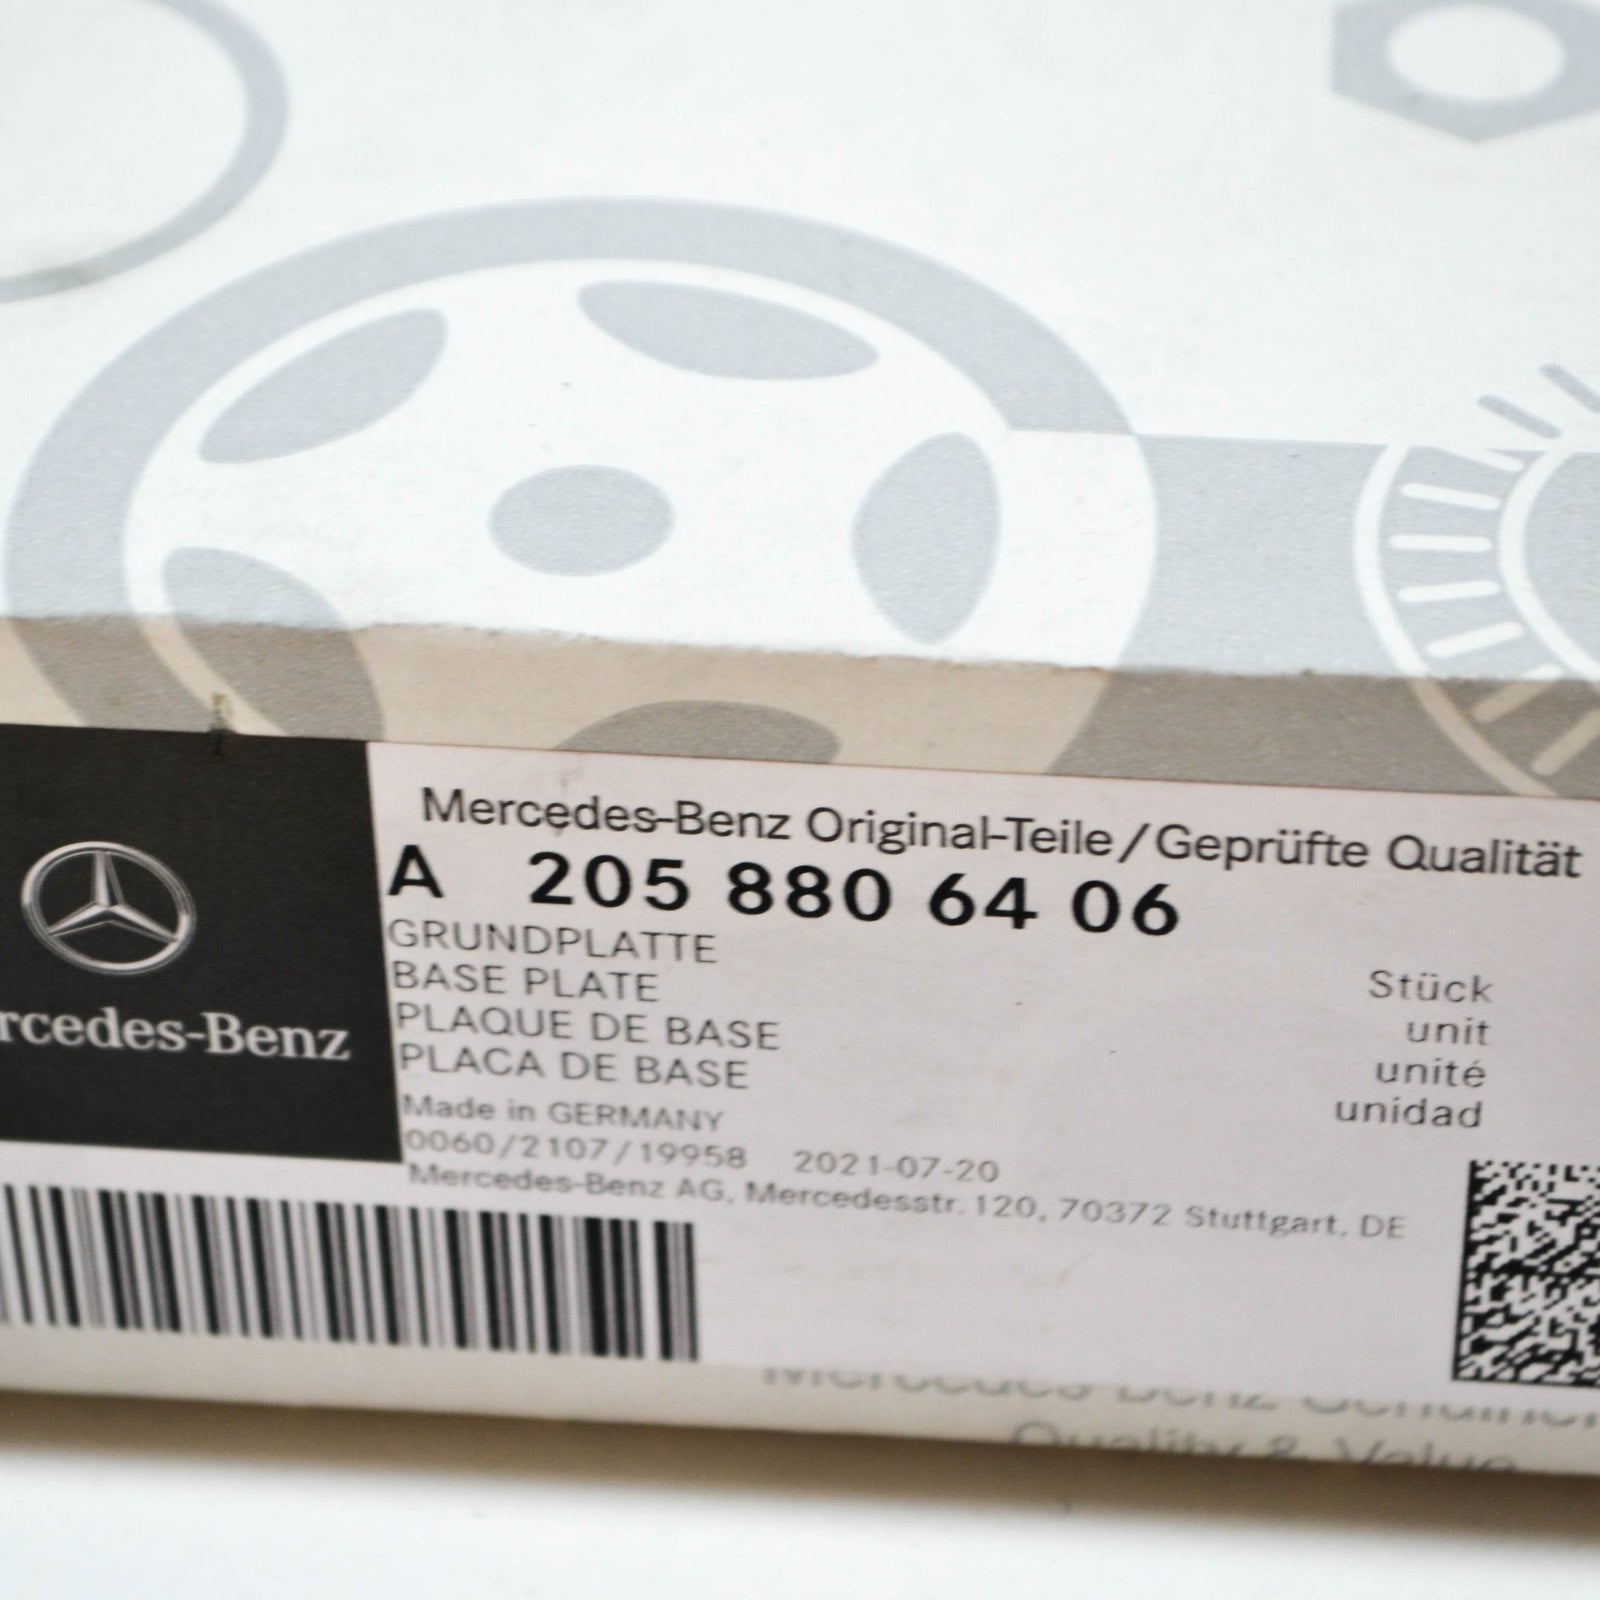 Mercedes-Benz Original-Teile/Geprüfte Qualität
A 205 880 64 06
GRUNDPLATTE
BASE PLATE
PLAQUE DE BASE
PLACA DE BASE
Stück
unit
unité
unidad
Made in GERMANY
0060/2107/19958 2021-07-20
Mercedes-Benz AG, Mercedesstr. 120, 70372 Stuttgart, DE
rcedes-Benz
Quality & Value